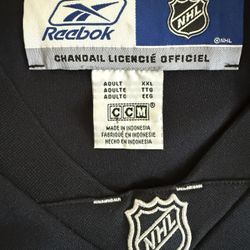 Reebok
NHL
©NHL
CHANDAIL LICENCIÉ OFFICIEL
ADULT XXL
ADULTE TTG
ADULTO EEG
CCM
MADE IN INDONESIA
FABRIQUÉ EN INDONÉSIE
HECHO EN INDONESIA
NHL